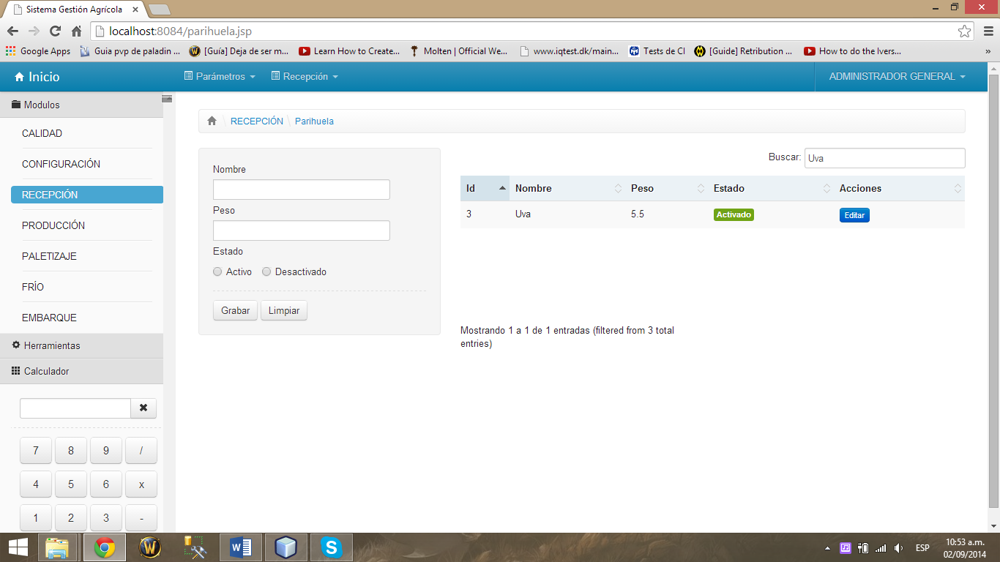 Sistema Gestión Agrícola
localhost:8084/parihuela.jsp
Google Apps Guia pvp de paladin ... [Guía] Deja de ser m... Learn How to Create... Molten | Official We... www.iqtest.dk/main... Tests de CI [Guide] Retribution ... How to do the Ivers... »
Inicio Parámetros Recepción ADMINISTRADOR GENERAL
Modulos
CALIDAD
CONFIGURACIÓN
RECEPCIÓN
PRODUCCIÓN
PALETIZAJE
FRÍO
EMBARQUE
Herramientas
Calculador
7 8 9 /
4 5 6 x
1 2 3 -
RECEPCIÓN \ Parihuela
Nombre
Peso
Estado
Activo Desactivado
Grabar Limpiar
Buscar: Uva
Id Nombre Peso Estado Acciones
3 Uva 5.5 Activado Editar
Mostrando 1 a 1 de 1 entradas (filtered from 3 total
entries)
ESP 10:53 a.m.
02/09/2014